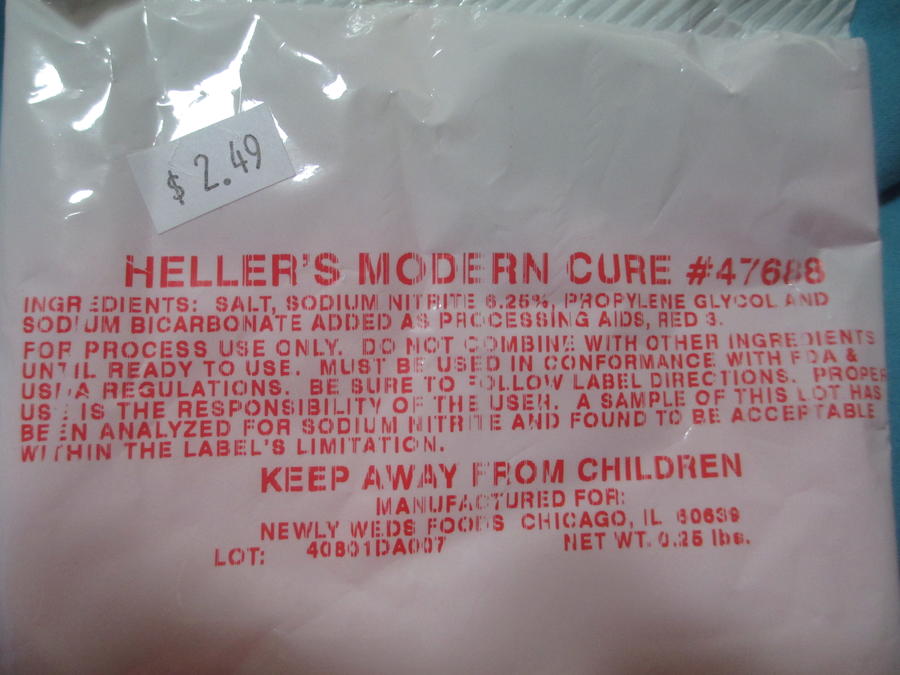 $ 2.49
HELLER'S MODERN CURE #47688
INGREDIENTS: SALT, SODIUM NITRITE 6.25%, PROPYLENE GLYCOL AND
SODIUM BICARBONATE ADDED AS PROCESSING AIDS, RED 3.
FOR PROCESS USE ONLY. DO NOT COMBINE WITH OTHER INGREDIENTS
UNTIL READY TO USE. MUST BE USED IN CONFORMANCE WITH FDA &
USDA REGULATIONS. BE SURE TO FOLLOW LABEL DIRECTIONS. PROPER
USE IS THE RESPONSIBILITY OF THE USER. A SAMPLE OF THIS LOT HAS
BEEN ANALYZED FOR SODIUM NITRITE AND FOUND TO BE ACCEPTABLE
WITHIN THE LABEL'S LIMITATION.
KEEP AWAY FROM CHILDREN
MANUFACTURED FOR:
NEWLY WEDS FOODS CHICAGO, IL 60639
LOT: 40801DA007 NET WT. 0.25 lbs.